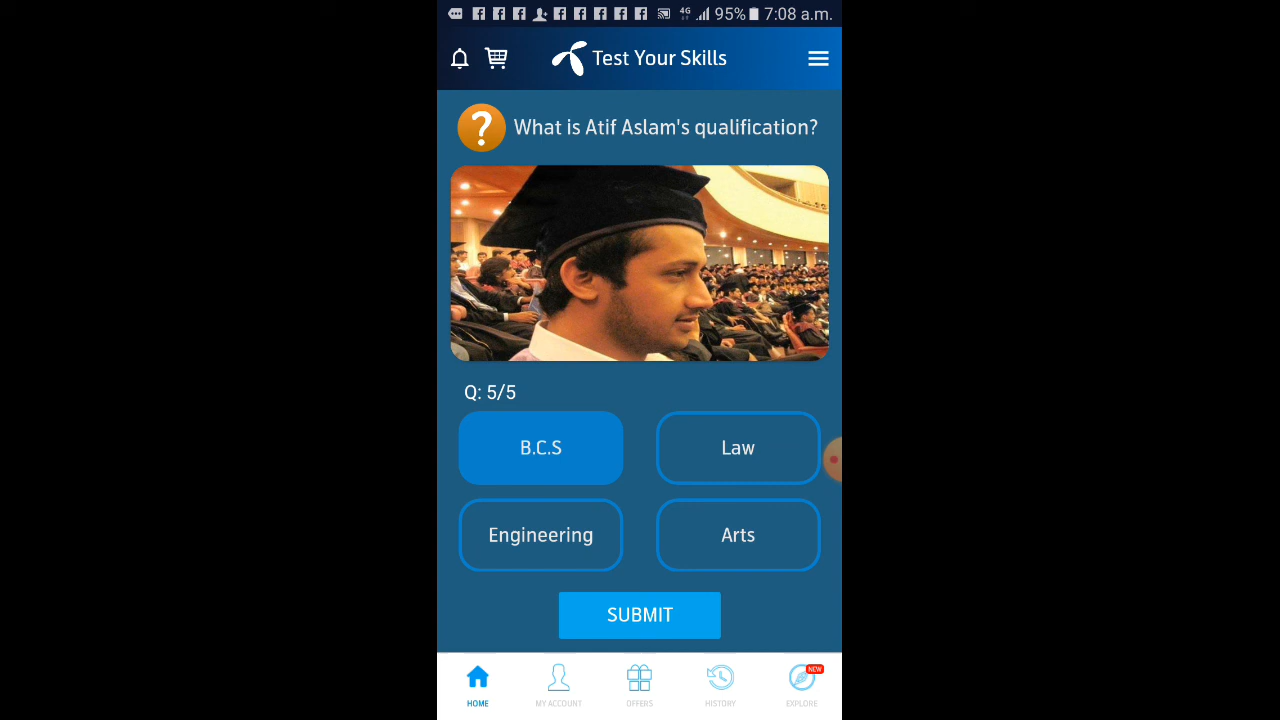 4G 95% 7:08 a.m.
Test Your Skills
? What is Atif Aslam's qualification?
Q: 5/5
B.C.S Law
Engineering Arts
SUBMIT
NEW
HOME MY ACCOUNT OFFERS HISTORY EXPLORE